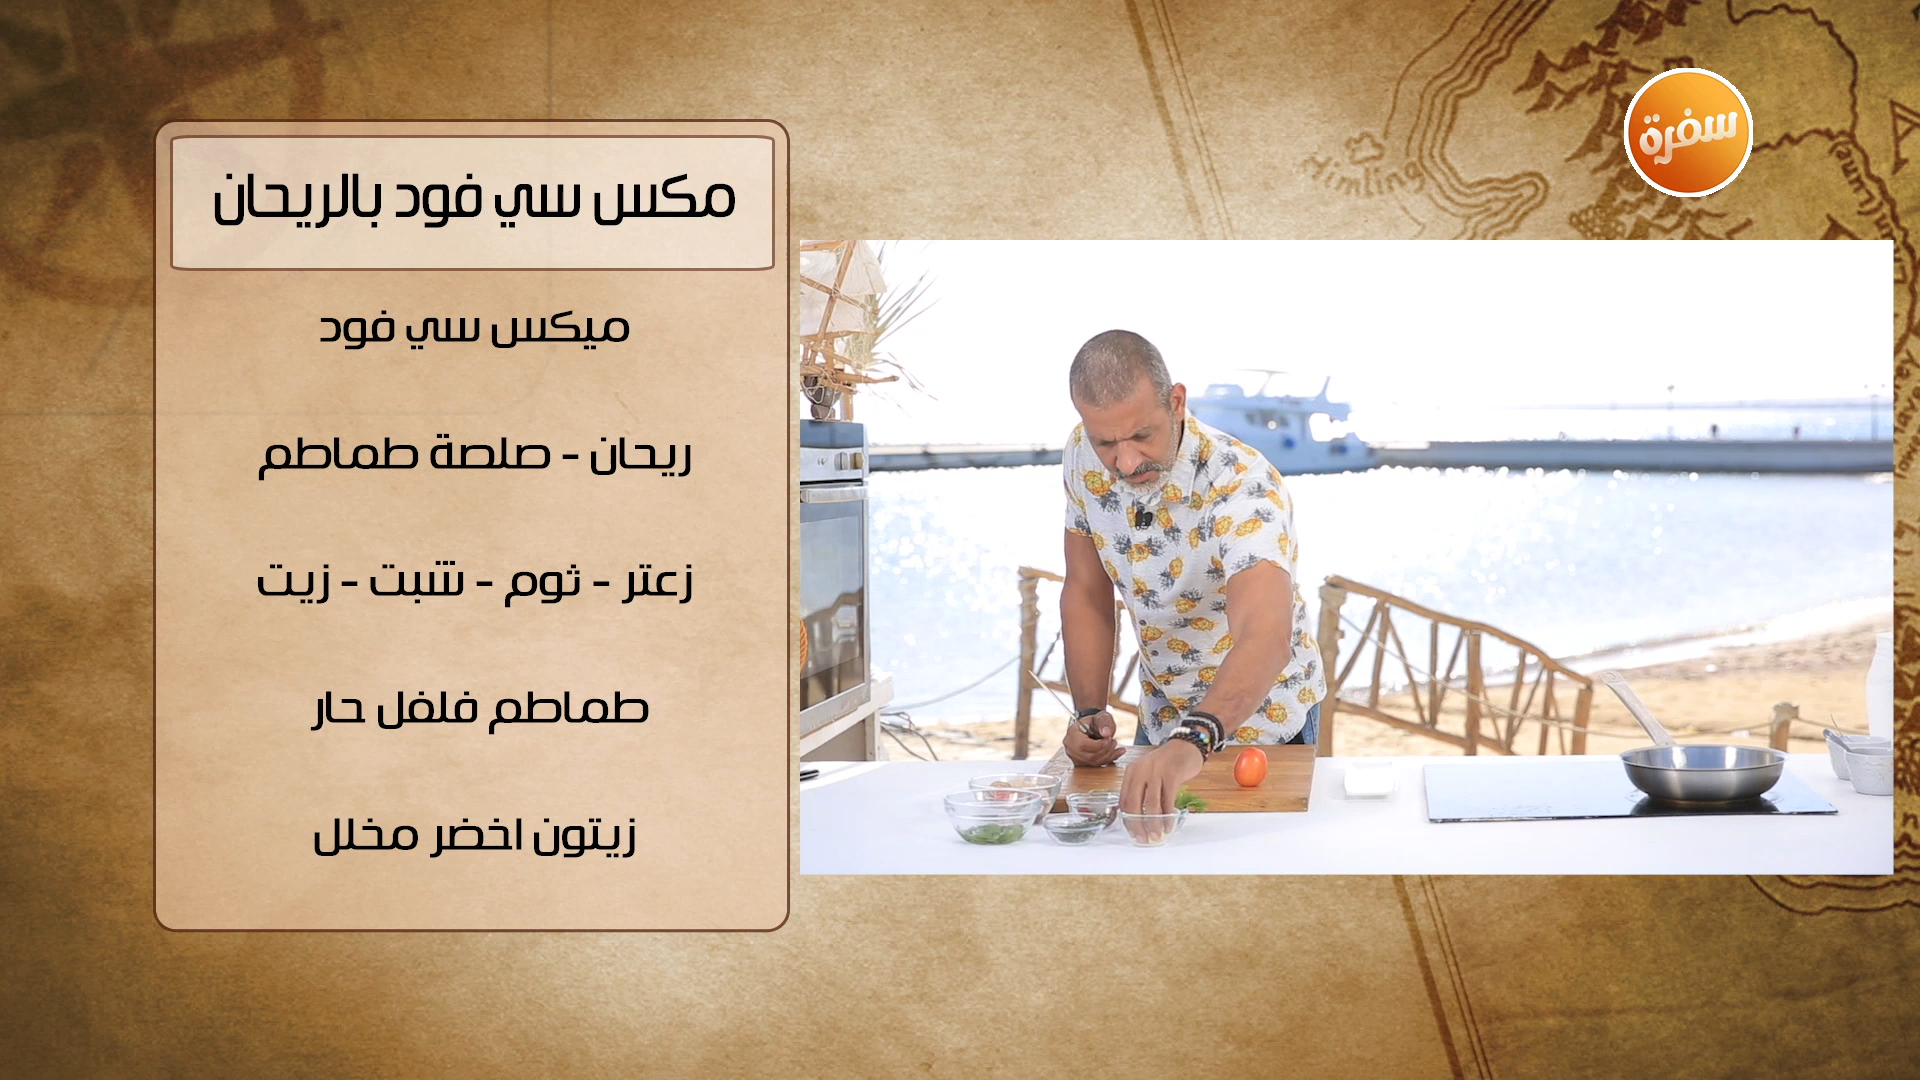 سفرة
مكس سي فود بالريحان
ميكس سي فود
ريحان - صلصة طماطم
زعتر - ثوم - شبت - زيت
طماطم فلفل حار
زيتون اخضر مخلل
Himling